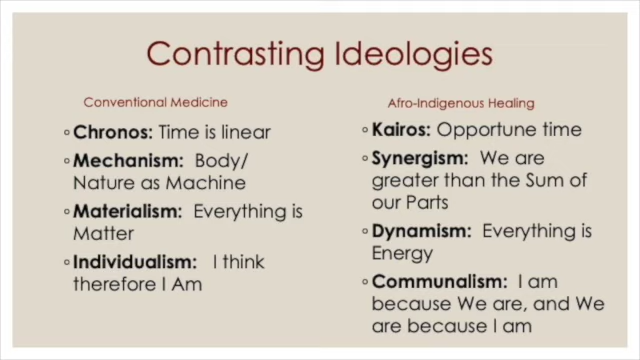 Contrasting Ideologies
Conventional Medicine
◦Chronos: Time is linear
◦Mechanism: Body/
Nature as Machine
◦Materialism: Everything is
Matter
◦Individualism: I think
therefore I Am
Afro-Indigenous Healing
◦Kairos: Opportune time
◦Synergism: We are
greater than the Sum of
our Parts
◦Dynamism: Everything is
Energy
◦Communalism: I am
because We are, and We
are because I am